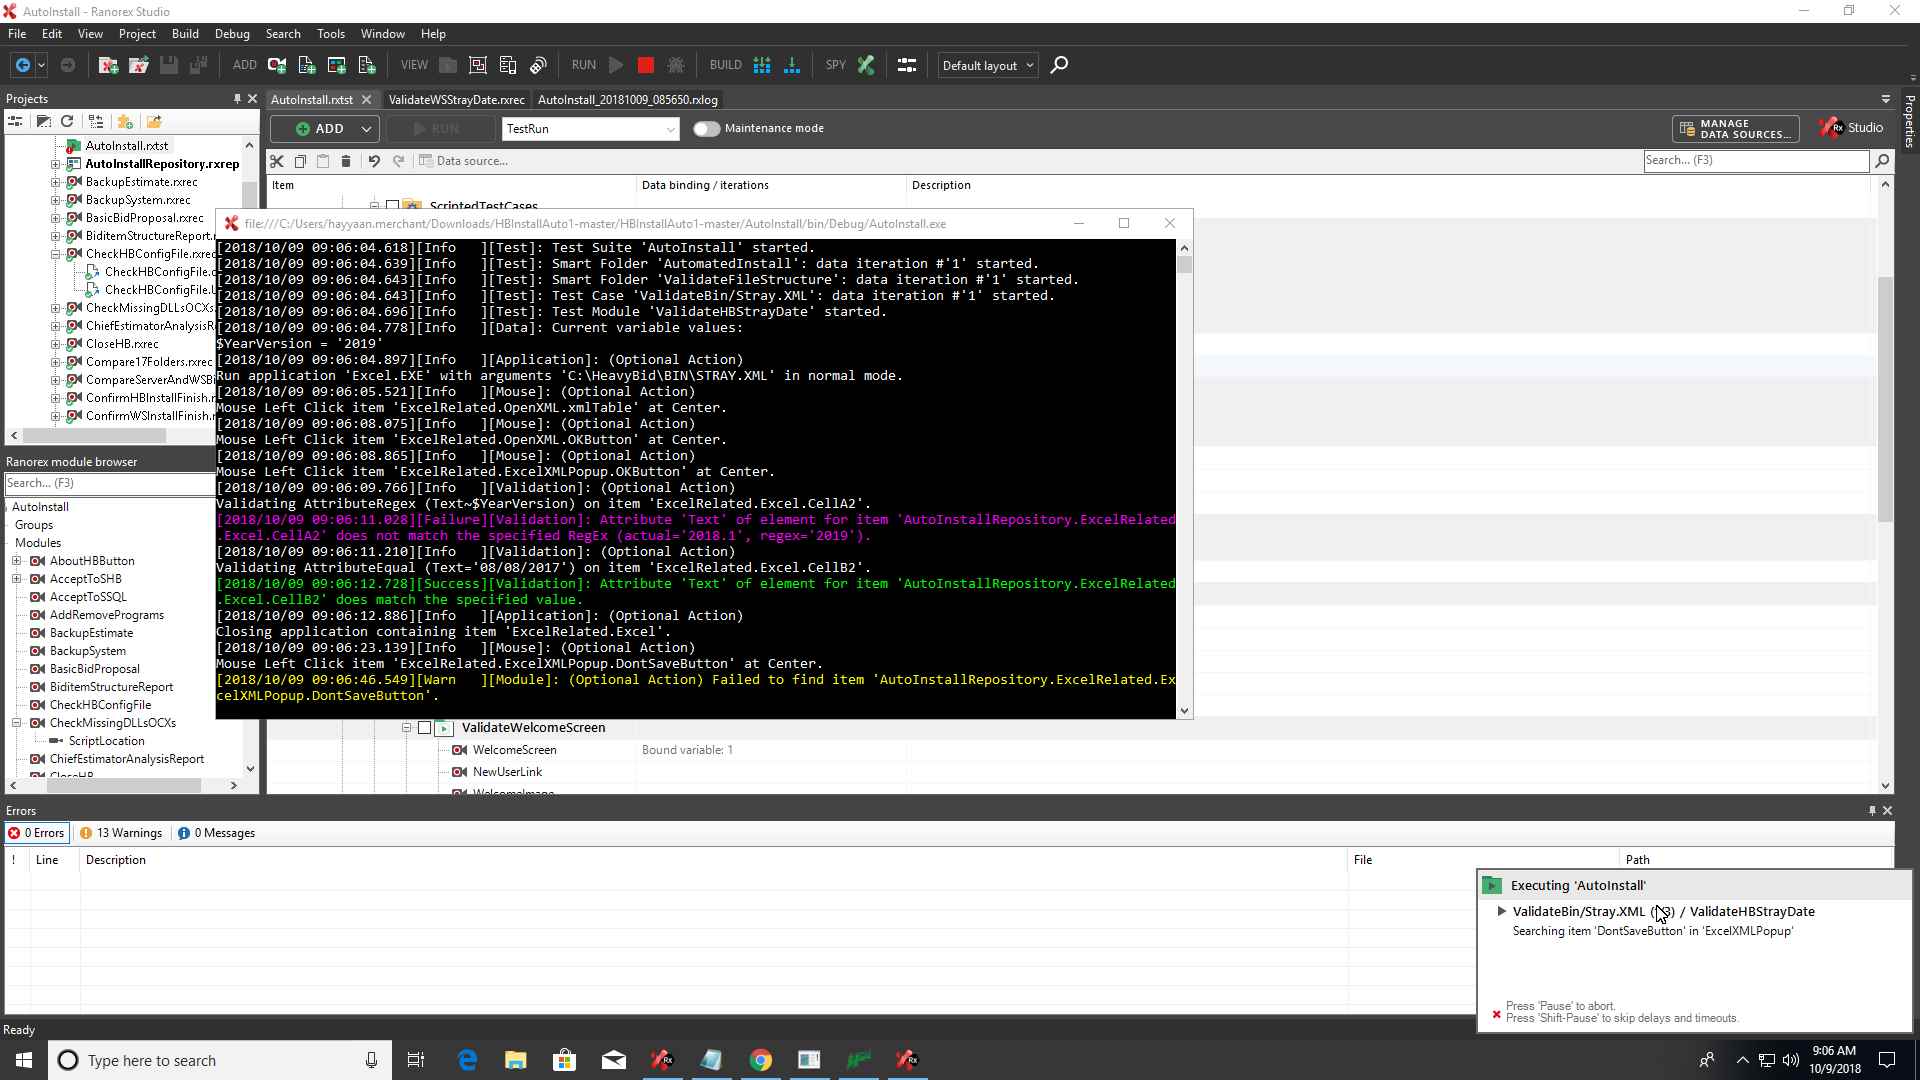 AutoInstall - Ranorex Studio
File Edit View Project Build Debug Search Tools Window Help
ADD VIEW RUN BUILD SPY Default layout
Projects
AutoInstall.rxtst ValidateWSStrayDate.rxrec AutoInstall_20181009_085650.rxlog
Properties
ADD RUN TestRun Maintenance mode MANAGE DATA SOURCES... Rx Studio
Data source... Search... (F3)
Item Data binding / iterations Description
AutoInstall.rxtst
AutoInstallRepository.rxrep
BackupEstimate.rxrec
BackupSystem.rxrec
BasicBidProposal.rxrec
BiditemStructureReport.
CheckHBConfigFile.rxrec
CheckHBConfigFile.
CheckHBConfigFile.U
CheckMissingDLLsOCXs
ChiefEstimatorAnalysisR
CloseHB.rxrec
Compare17Folders.rxrec
CompareServerAndWSBi
ConfirmHBInstallFinish.r
ConfirmWSInstallFinish.r
ScriptedTestCases
file:///C:/Users/hayyaan.merchant/Downloads/HBInstallAuto1-master/HBInstallAuto1-master/AutoInstall/bin/Debug/AutoInstall.exe
[2018/10/09 09:06:04.618][Info   ][Test]: Test Suite 'AutoInstall' started.
[2018/10/09 09:06:04.639][Info   ][Test]: Smart Folder 'AutomatedInstall': data iteration #'1' started.
[2018/10/09 09:06:04.643][Info   ][Test]: Smart Folder 'ValidateFileStructure': data iteration #'1' started.
[2018/10/09 09:06:04.643][Info   ][Test]: Test Case 'ValidateBin/Stray.XML': data iteration #'1' started.
[2018/10/09 09:06:04.696][Info   ][Test]: Test Module 'ValidateHBStrayDate' started.
[2018/10/09 09:06:04.778][Info   ][Data]: Current variable values:
$YearVersion = '2019'
[2018/10/09 09:06:04.897][Info   ][Application]: (Optional Action)
Run application 'Excel.EXE' with arguments 'C:\HeavyBid\BIN\STRAY.XML' in normal mode.
[2018/10/09 09:06:05.521][Info   ][Mouse]: (Optional Action)
Mouse Left Click item 'ExcelRelated.OpenXML.xmlTable' at Center.
[2018/10/09 09:06:08.075][Info   ][Mouse]: (Optional Action)
Mouse Left Click item 'ExcelRelated.OpenXML.OKButton' at Center.
[2018/10/09 09:06:08.865][Info   ][Mouse]: (Optional Action)
Mouse Left Click item 'ExcelRelated.ExcelXMLPopup.OKButton' at Center.
[2018/10/09 09:06:09.766][Info   ][Validation]: (Optional Action)
Validating AttributeRegex (Text~$YearVersion) on item 'ExcelRelated.Excel.CellA2'.
[2018/10/09 09:06:11.028][Failure][Validation]: Attribute 'Text' of element for item 'AutoInstallRepository.ExcelRelated
.Excel.CellA2' does not match the specified RegEx (actual='2018.1', regex='2019').
[2018/10/09 09:06:11.210][Info   ][Validation]: (Optional Action)
Validating AttributeEqual (Text='08/08/2017') on item 'ExcelRelated.Excel.CellB2'.
[2018/10/09 09:06:12.728][Success][Validation]: Attribute 'Text' of element for item 'AutoInstallRepository.ExcelRelated
.Excel.CellB2' does match the specified value.
[2018/10/09 09:06:12.886][Info   ][Application]: (Optional Action)
Closing application containing item 'ExcelRelated.Excel'.
[2018/10/09 09:06:23.139][Info   ][Mouse]: (Optional Action)
Mouse Left Click item 'ExcelRelated.ExcelXMLPopup.DontSaveButton' at Center.
[2018/10/09 09:06:46.549][Warn   ][Module]: (Optional Action) Failed to find item 'AutoInstallRepository.ExcelRelated.Ex
celXMLPopup.DontSaveButton'.
Ranorex module browser
Search... (F3)
AutoInstall
Groups
Modules
AboutHBButton
AcceptToSHB
AcceptToSSQL
AddRemovePrograms
BackupEstimate
BackupSystem
BasicBidProposal
BiditemStructureReport
CheckHBConfigFile
CheckMissingDLLsOCXs
ScriptLocation
ChiefEstimatorAnalysisReport
CloseHB
ValidateWelcomeScreen
WelcomeScreen Bound variable: 1
NewUserLink
WelcomeImage
Errors
0 Errors 13 Warnings 0 Messages
! Line Description File Path
Executing 'AutoInstall'
ValidateBin/Stray.XML ( 3) / ValidateHBStrayDate
Searching item 'DontSaveButton' in 'ExcelXMLPopup'
Press 'Pause' to abort.
Press 'Shift-Pause' to skip delays and timeouts.
Ready
Type here to search
9:06 AM
10/9/2018